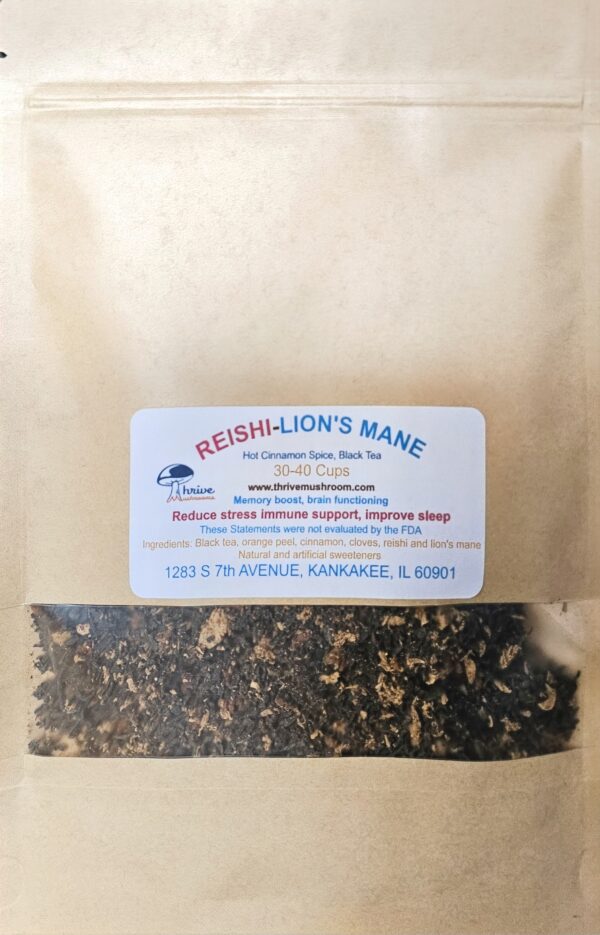 REISHI-LION'S MANE
Hot Cinnamon Spice, Black Tea
30-40 Cups
Thrive
Mushrooms
www.thrivemushroom.com
Memory boost, brain functioning
Reduce stress immune support, improve sleep
These Statements were not evaluated by the FDA
Ingredients: Black tea, orange peel, cinnamon, cloves, reishi and lion's mane
Natural and artificial sweeteners
1283 S 7th AVENUE, KANKAKEE, IL 60901